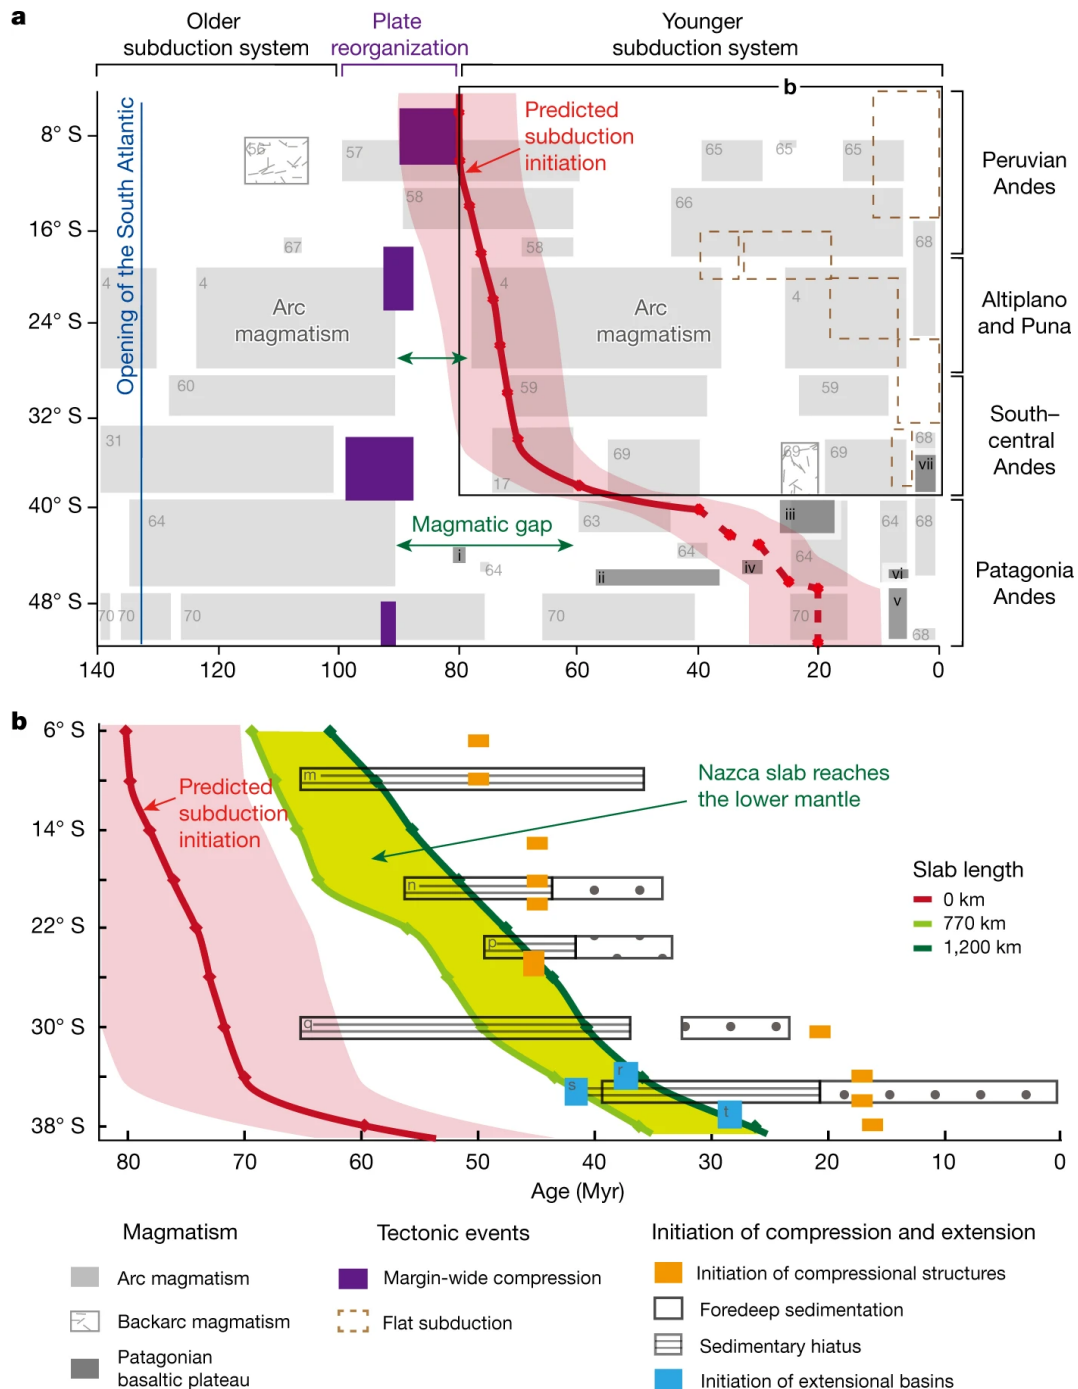 a
Older
subduction system
Plate
reorganization
Younger
subduction system
b
Opening of the South Atlantic
Predicted
subduction
initiation
8° S
16° S
24° S
32° S
40° S
48° S
56
57
65
65
65
58
66
67
58
68
4
4
Arc
magmatism
4
Arc
magmatism
4
60
59
59
31
17
69
69
69
68
vii
64
Magmatic gap
63
iii
64
68
i
64
64
64
ii
iv
vi
70
70
70
70
70
v
68
Peruvian
Andes
Altiplano
and Puna
South–
central
Andes
Patagonia
Andes
140
120
100
80
60
40
20
0
b
6° S
14° S
22° S
30° S
38° S
Predicted
subduction
initiation
Nazca slab reaches
the lower mantle
m
n
p
q
r
s
t
Slab length
0 km
770 km
1,200 km
80
70
60
50
40
30
20
10
0
Age (Myr)
Magmatism
Arc magmatism
Backarc magmatism
Patagonian
basaltic plateau
Tectonic events
Margin-wide compression
Flat subduction
Initiation of compression and extension
Initiation of compressional structures
Foredeep sedimentation
Sedimentary hiatus
Initiation of extensional basins